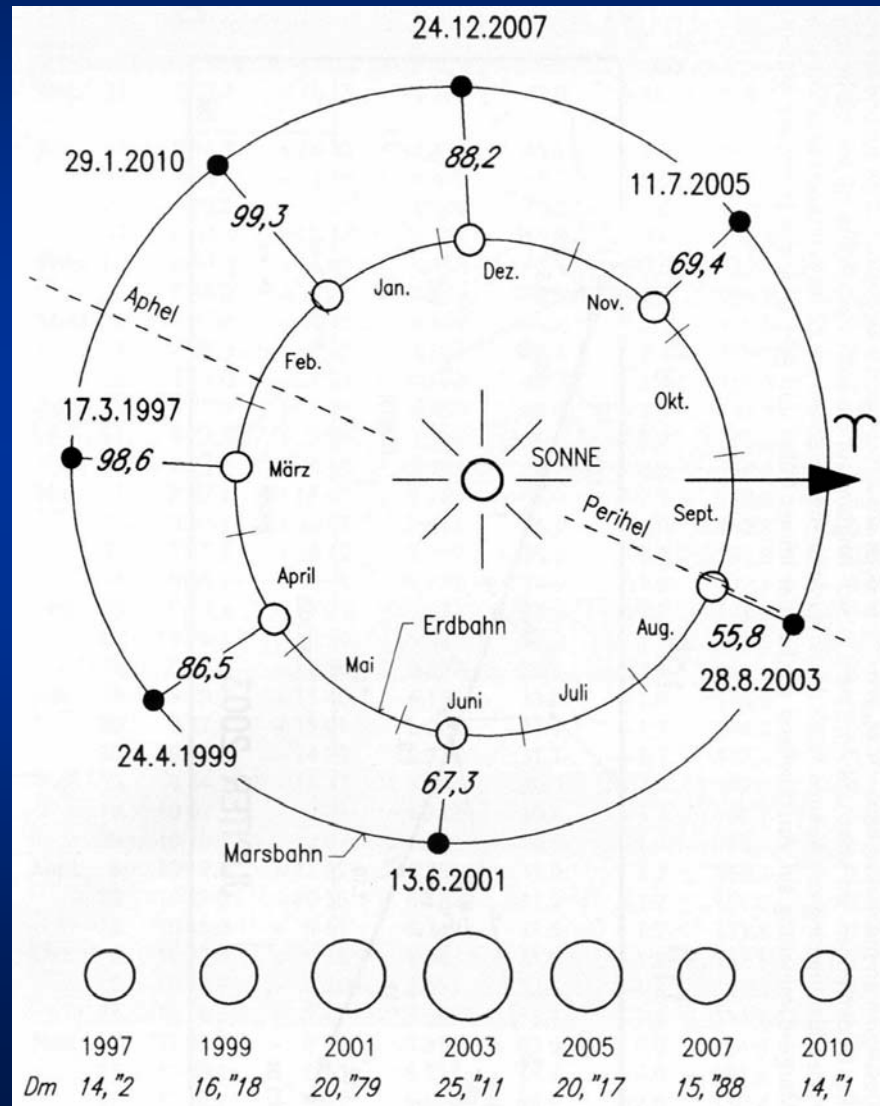 24.12.2007
29.1.2010
88,2
11.7.2005
99,3
69,4
Dez.
Jan.
Nov.
Aphel
Feb.
Okt.
17.3.1997
98,6
März
SONNE
♈
Sept.
Perihel
April
Erdbahn
Aug.
55,8
86,5
Mai
Juni
Juli
28.8.2003
24.4.1999
67,3
Marsbahn
13.6.2001
1997 1999 2001 2003 2005 2007 2010
Dm 14,"2 16,"18 20,"79 25,"11 20,"17 15,"88 14,"1